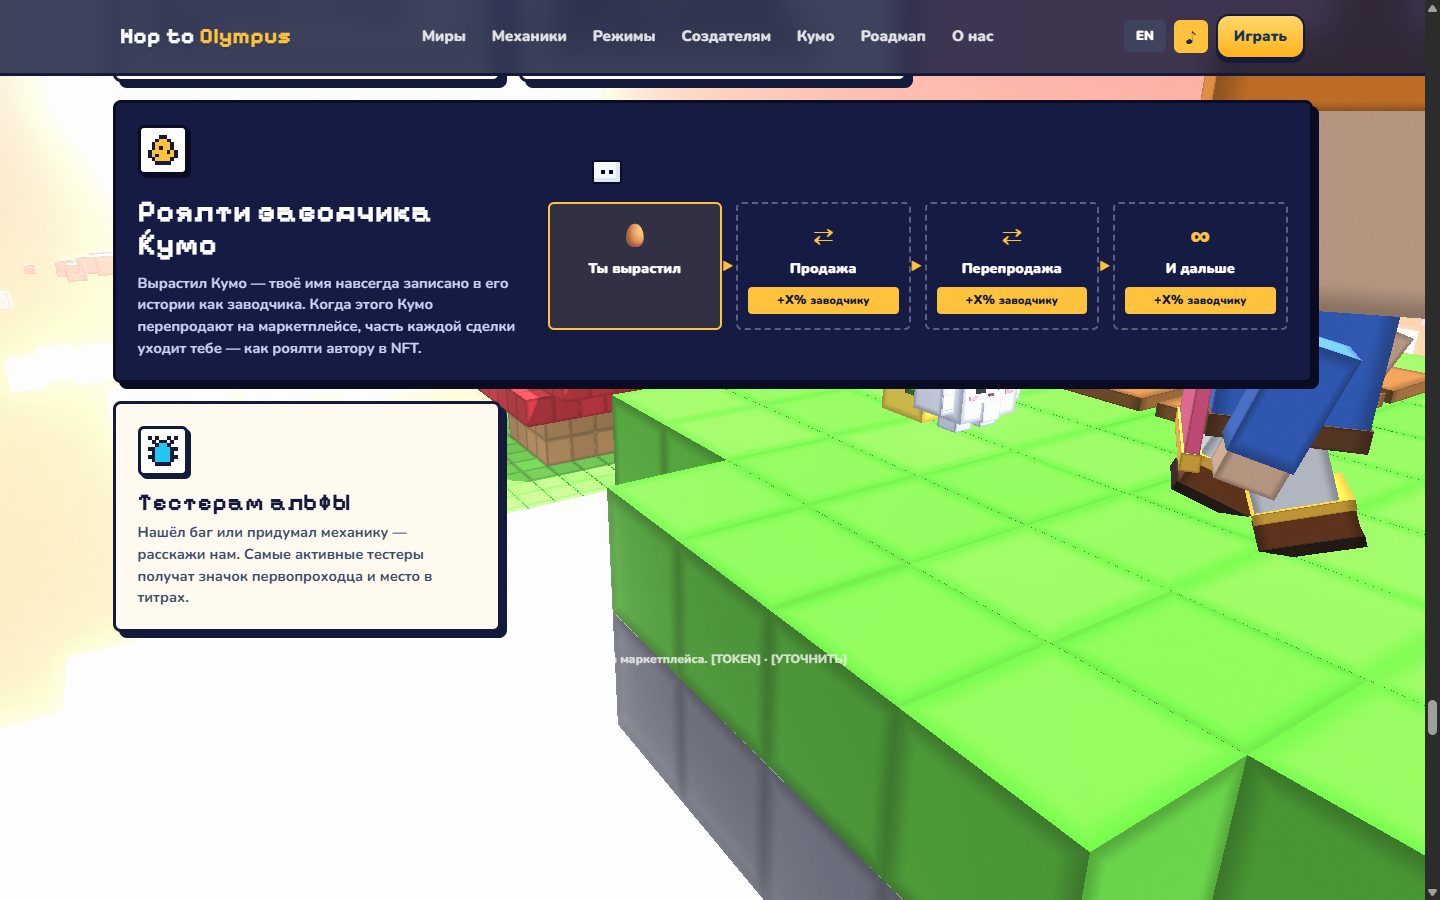 Hop to Olympus
Миры Механики Режимы Создателям Кумо Роадмап О нас
EN
Играть
Роялти заводчика
Кумо
Вырастил Кумо — твоё имя навсегда записано в его
истории как заводчика. Когда этого Кумо
перепродают на маркетплейсе, часть каждой сделки
уходит тебе — как роялти автору в NFT.
Ты вырастил
Продажа
+X% заводчику
Перепродажа
+X% заводчику
И дальше
+X% заводчику
Тестерам альфы
Нашёл баг или придумал механику —
расскажи нам. Самые активные тестеры
получат значок первопроходца и место в
титрах.
маркетплейса. [TOKEN] · [УТОЧНИТЬ]